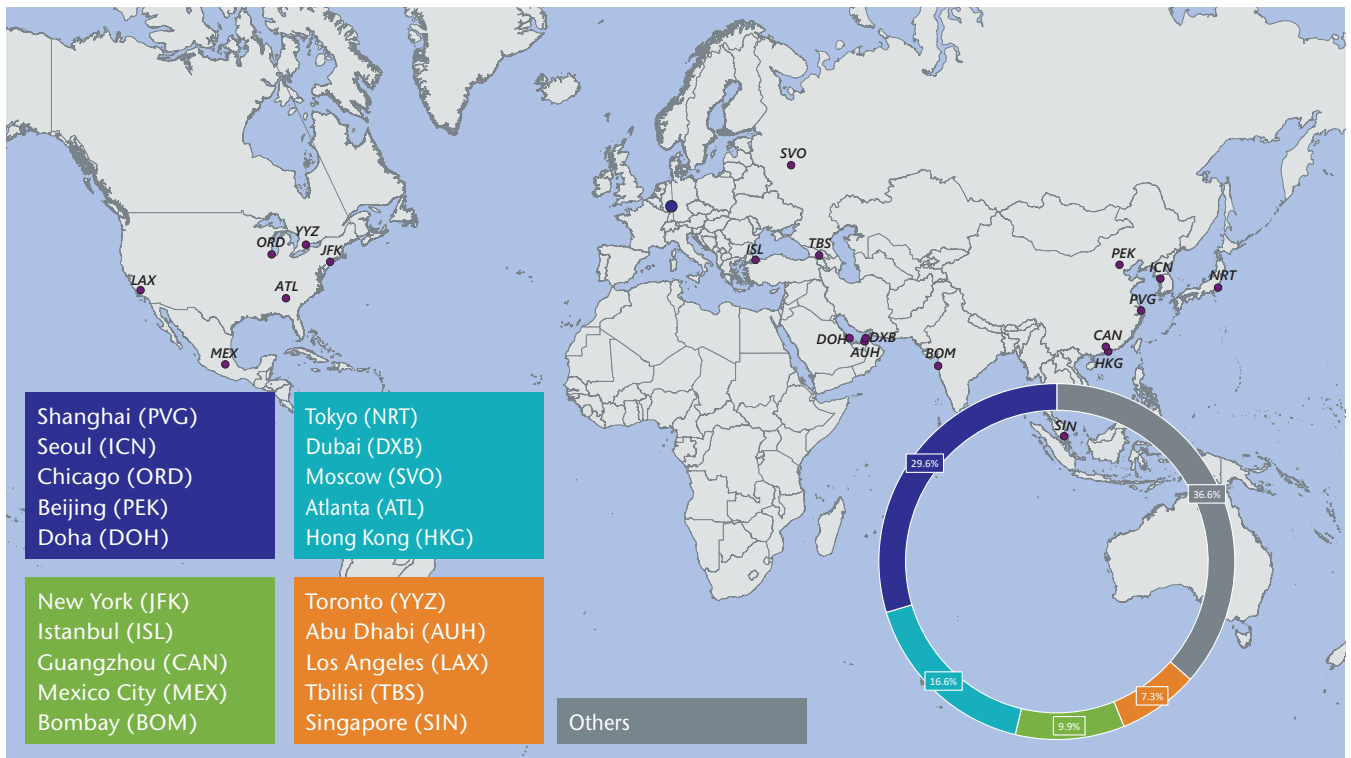 SVO
YYZ
ORD
JFK
ISL
TBS
PEK
ICN
NRT
LAX
ATL
PVG
DOH
DXB
AUH
CAN
HKG
MEX
BOM
SIN
Shanghai (PVG)
Seoul (ICN)
Chicago (ORD)
Beijing (PEK)
Doha (DOH)
Tokyo (NRT)
Dubai (DXB)
Moscow (SVO)
Atlanta (ATL)
Hong Kong (HKG)
New York (JFK)
Istanbul (ISL)
Guangzhou (CAN)
Mexico City (MEX)
Bombay (BOM)
Toronto (YYZ)
Abu Dhabi (AUH)
Los Angeles (LAX)
Tbilisi (TBS)
Singapore (SIN)
Others
29.6%
36.6%
16.6%
7.3%
9.9%